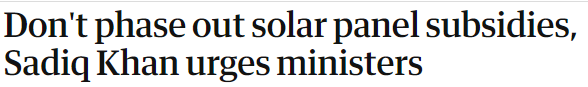 Don't phase out solar panel subsidies,
Sadiq Khan urges ministers